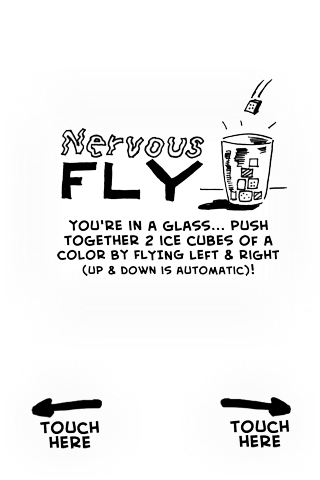 Nervous
FLY
YOU'RE IN A GLASS... PUSH
TOGETHER 2 ICE CUBES OF A
COLOR BY FLYING LEFT & RIGHT
(UP & DOWN IS AUTOMATIC)!
TOUCH
HERE
TOUCH
HERE